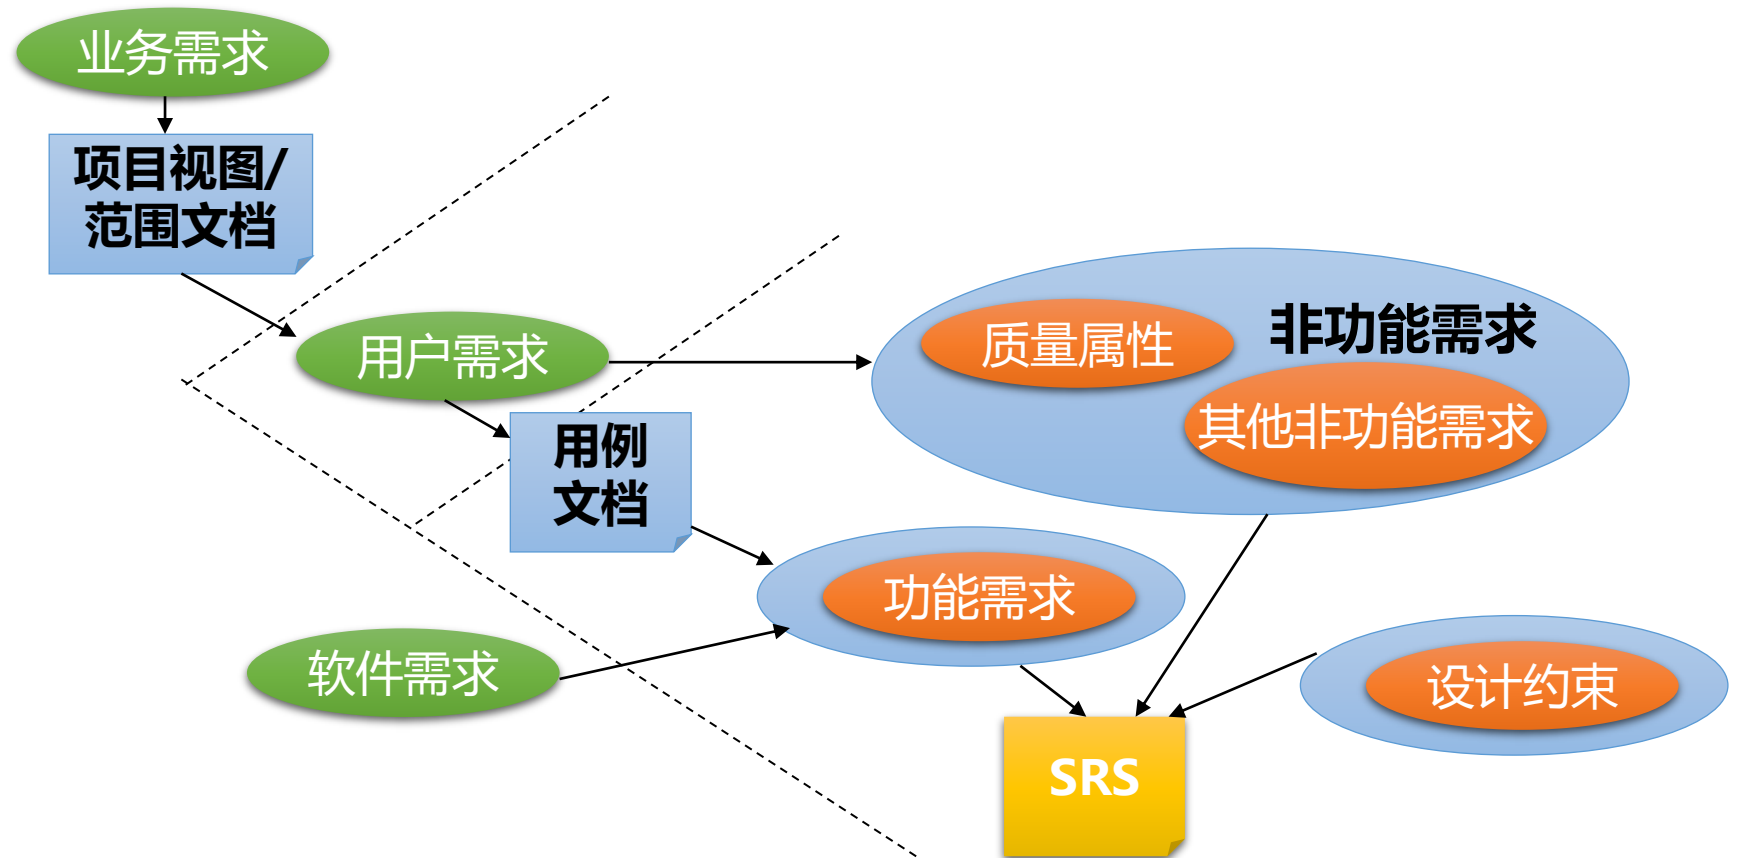 业务需求
项目视图/
范围文档
用户需求
用例
文档
质量属性
非功能需求
其他非功能需求
功能需求
软件需求
设计约束
SRS